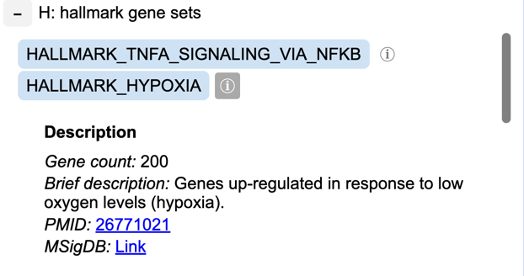 – H: hallmark gene sets
HALLMARK_TNFA_SIGNALING_VIA_NFKB ⓘ
HALLMARK_HYPOXIA ⓘ
Description
Gene count: 200
Brief description: Genes up-regulated in response to low
oxygen levels (hypoxia).
PMID: 26771021
MSigDB: Link